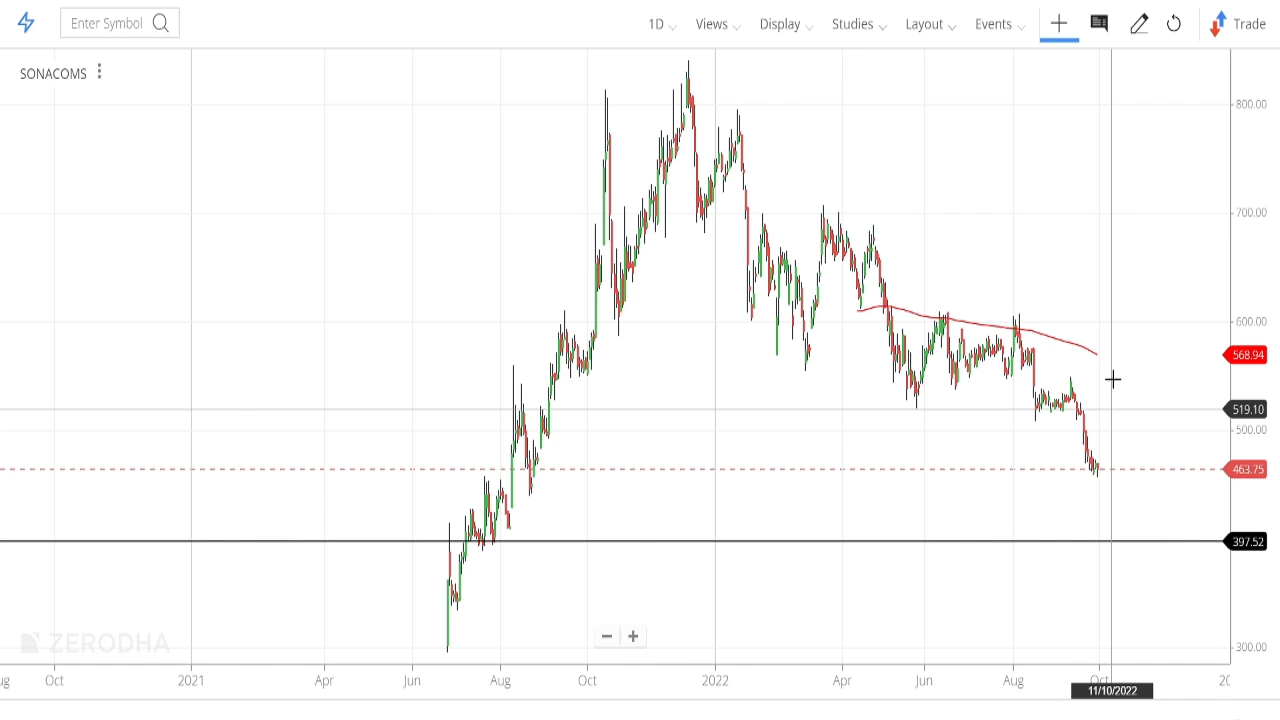 Enter Symbol 1D Views Display Studies Layout Events Trade
SONACOMS
800.00
700.00
600.00
568.94
519.10
500.00
463.75
397.52
ZERODHA
300.00
Oct 2021 Apr Jun Aug Oct 2022 Apr Jun Aug Oct
11/10/2022